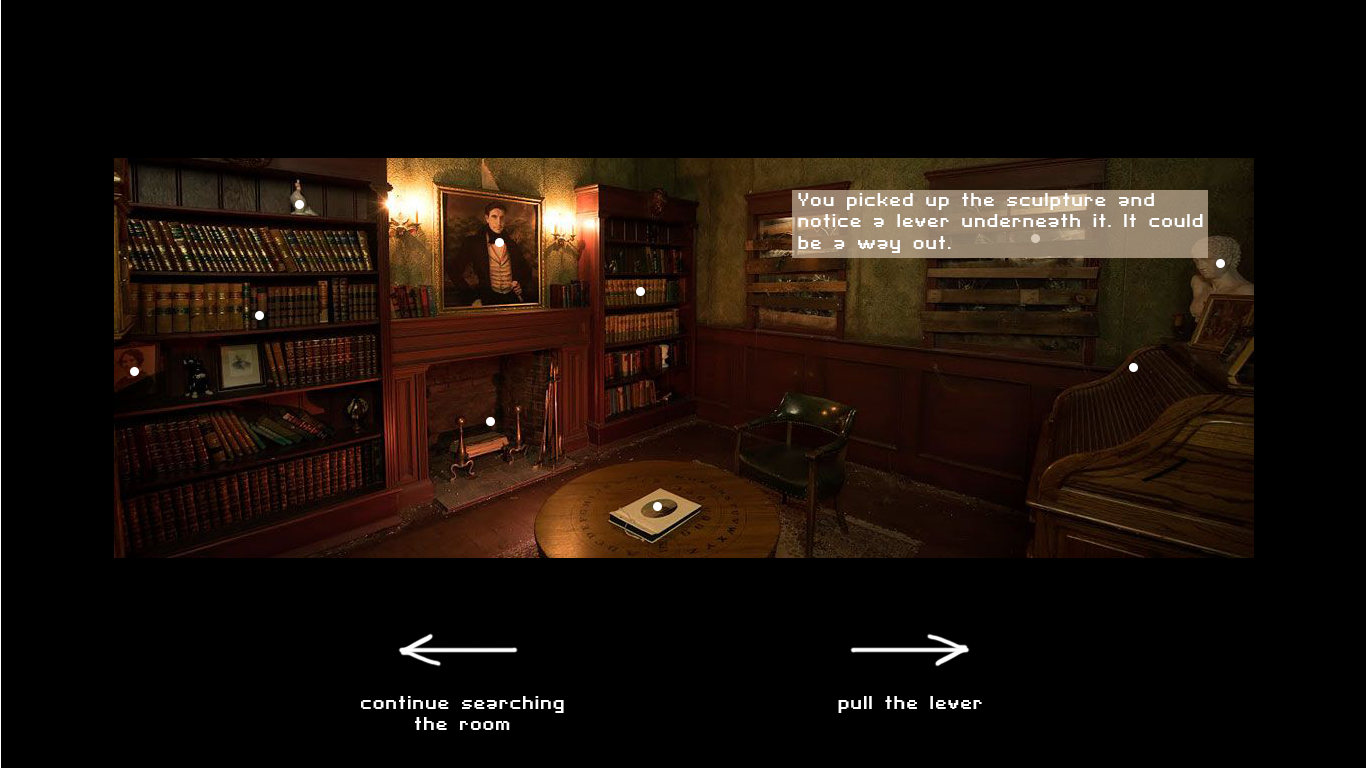 You picked up the sculpture and
notice a lever underneath it. It could
be a way out.
continue searching
the room
pull the lever